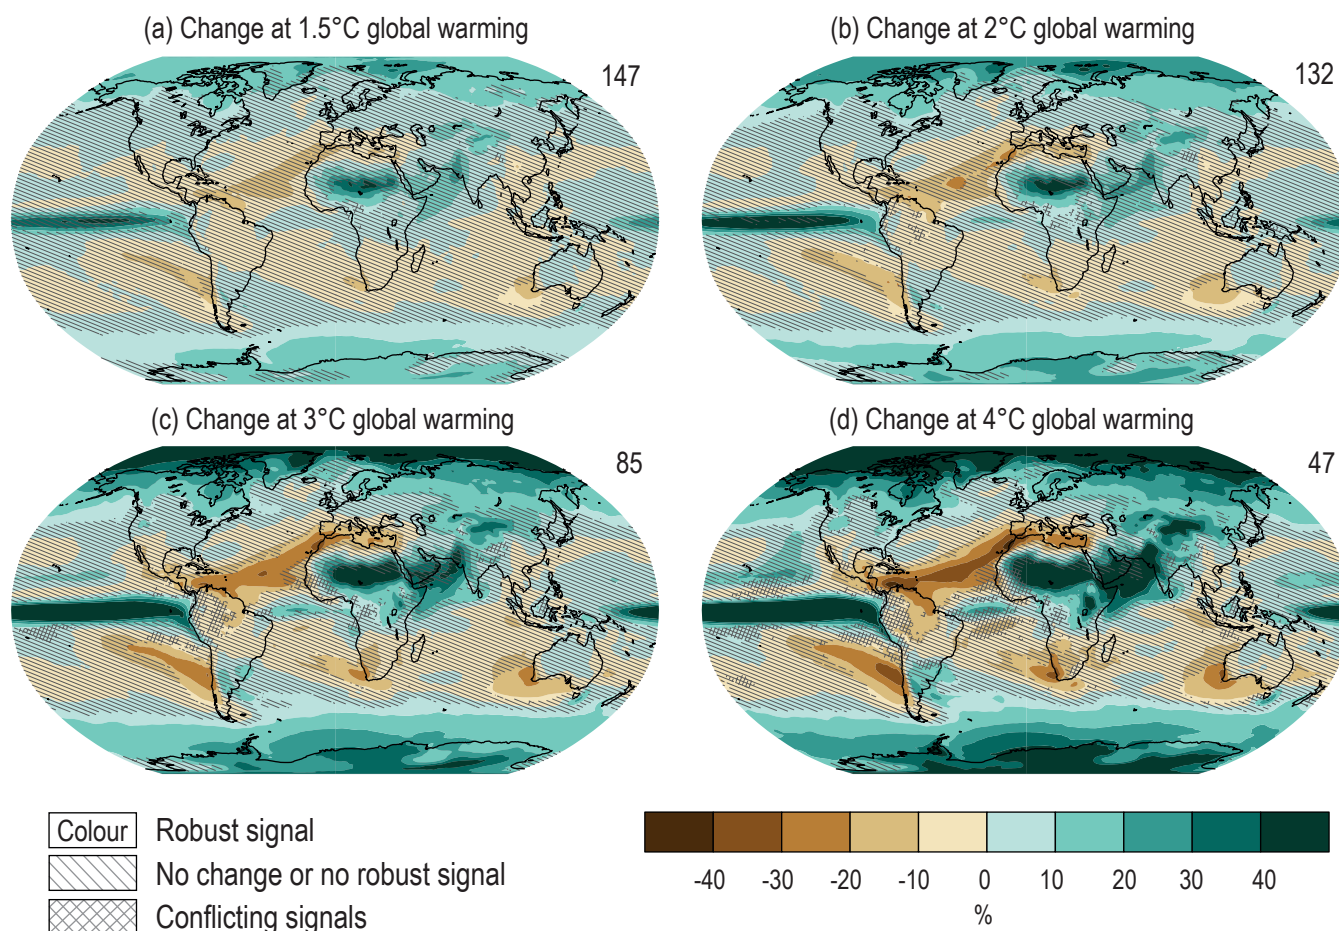 (a) Change at 1.5°C global warming
147
(b) Change at 2°C global warming
132
(c) Change at 3°C global warming
85
(d) Change at 4°C global warming
47
Colour Robust signal
No change or no robust signal
Conflicting signals
-40 -30 -20 -10 0 10 20 30 40
%